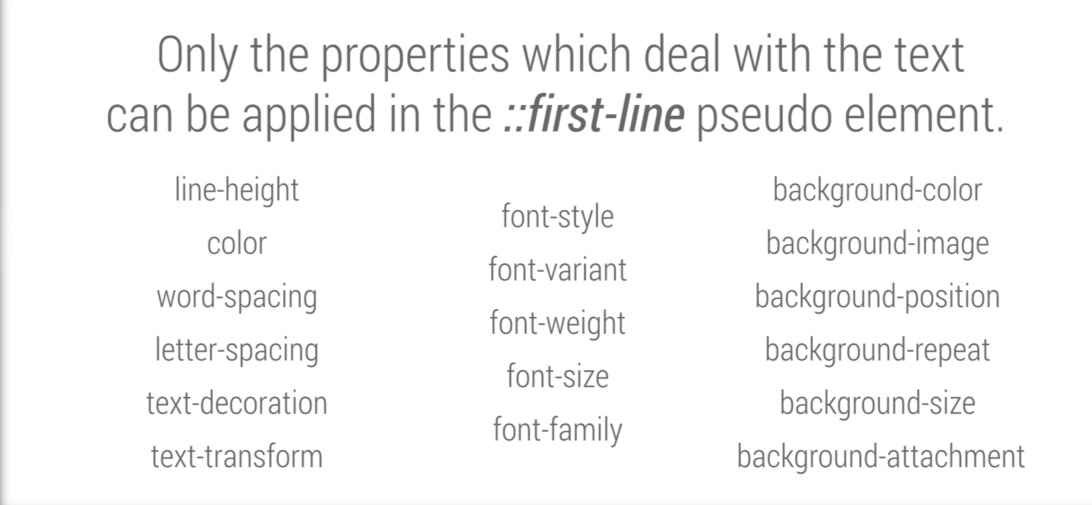 Only the properties which deal with the text
can be applied in the ::first-line pseudo element.
line-height
color
word-spacing
letter-spacing
text-decoration
text-transform
font-style
font-variant
font-weight
font-size
font-family
background-color
background-image
background-position
background-repeat
background-size
background-attachment